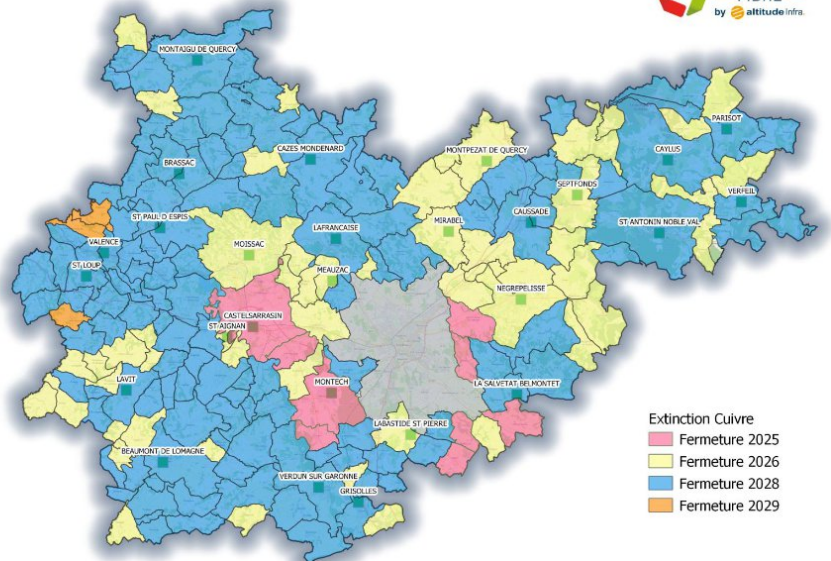 by altitude infra.
MONTAIGU DE QUERCY
PARISOT
CAZES MONDENARD
MONTPEZAT DE QUERCY
CAYLUS
BRASSAC
SEPTFONDS
VERFEIL
ST PAUL D ESPIS
MIRABEL
CAUSSADE
ST ANTONIN NOBLE VAL
LAFRANCAISE
VALENCE
MOISSAC
ST LOUP
MEAUZAC
NEGREPELISSE
CASTELSARRASIN
ST AIGNAN
LAVIT
MONTECH
LA SALVETAT BELMONTET
LABASTIDE ST PIERRE
BEAUMONT DE LOMAGNE
VERDUN SUR GARONNE
GRISOLLES
Extinction Cuivre
Fermeture 2025
Fermeture 2026
Fermeture 2028
Fermeture 2029